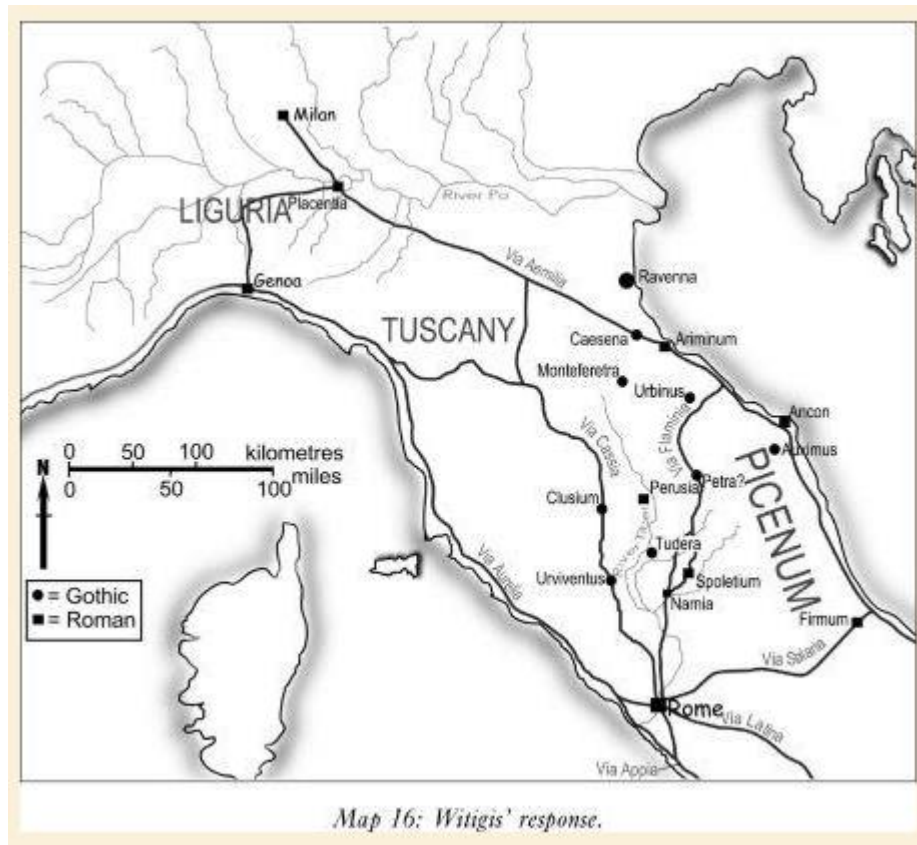 Milan
River Po
LIGURIA
Placentia
Genoa
Via Aemilia
Ravenna
TUSCANY
Caesena
Ariminum
Monteferetra
Urbinus
Via Flaminia
Ancon
Auximus
Via Cassia
PICENUM
Clusium
Perusia
Petra?
River Tiber
Tudera
Urviventus
Spoletium
Narnia
Via Aurelia
Firmum
Via Salaria
Rome
Via Latina
Via Appia
0 50 100 kilometres
miles
0 50 100
N
● = Gothic
■ = Roman
Map 16: Witigis' response.